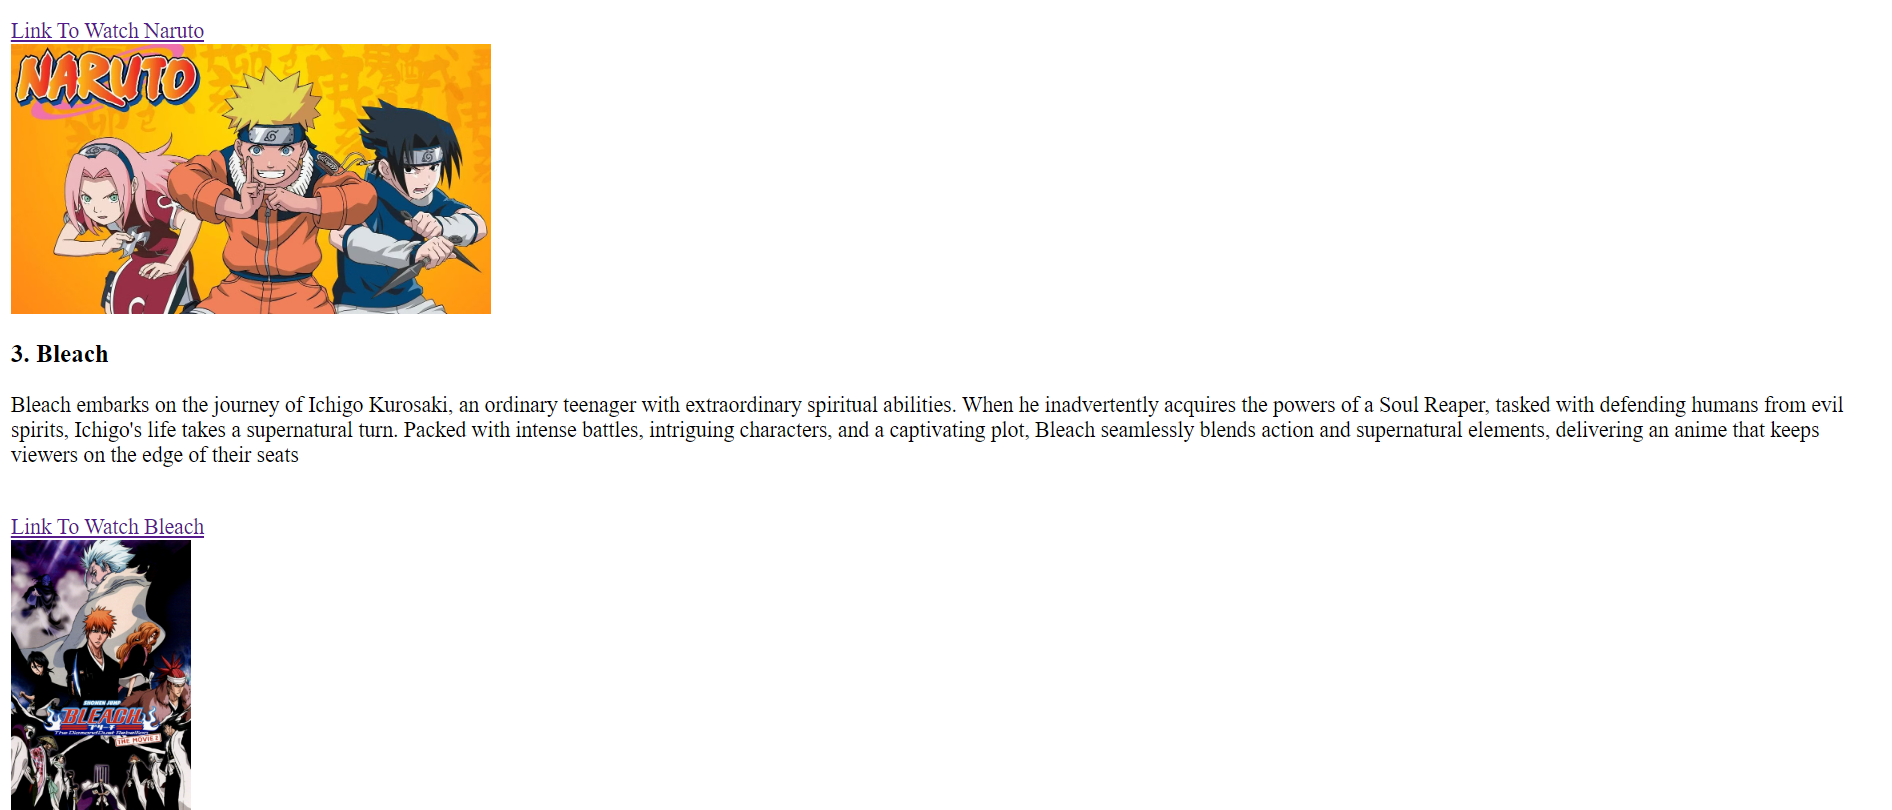 Link To Watch Naruto
NARUTO
3. Bleach
Bleach embarks on the journey of Ichigo Kurosaki, an ordinary teenager with extraordinary spiritual abilities. When he inadvertently acquires the powers of a Soul Reaper, tasked with defending humans from evil
spirits, Ichigo's life takes a supernatural turn. Packed with intense battles, intriguing characters, and a captivating plot, Bleach seamlessly blends action and supernatural elements, delivering an anime that keeps
viewers on the edge of their seats
Link To Watch Bleach
SHONEN JUMP
BLEACH
The DiamondDust Rebellion
THE MOVIE 2